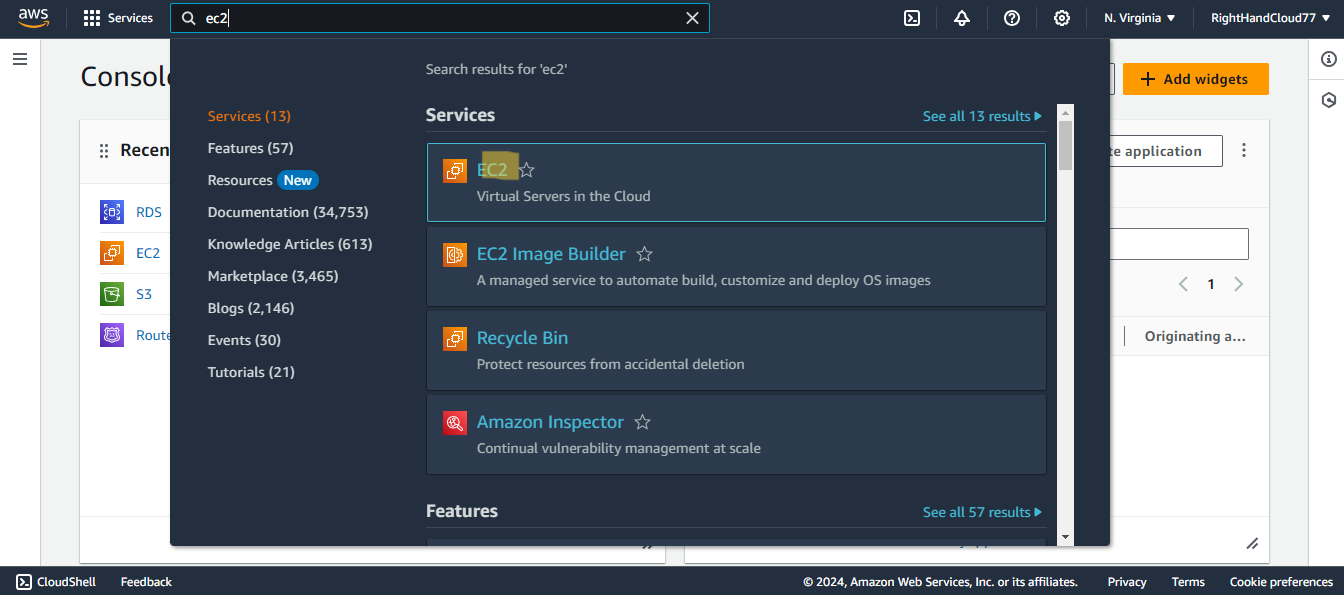 aws
Services
ec2
N. Virginia
RightHandCloud77
Consol
Add widgets
Search results for 'ec2'
Services (13)
Features (57)
Resources New
Documentation (34,753)
Knowledge Articles (613)
Marketplace (3,465)
Blogs (2,146)
Events (30)
Tutorials (21)
Services
See all 13 results
EC2
Virtual Servers in the Cloud
EC2 Image Builder
A managed service to automate build, customize and deploy OS images
Recycle Bin
Protect resources from accidental deletion
Amazon Inspector
Continual vulnerability management at scale
Features
See all 57 results
Recen
RDS
EC2
S3
Route
te application
1
Originating a...
CloudShell
Feedback
© 2024, Amazon Web Services, Inc. or its affiliates.
Privacy
Terms
Cookie preferences